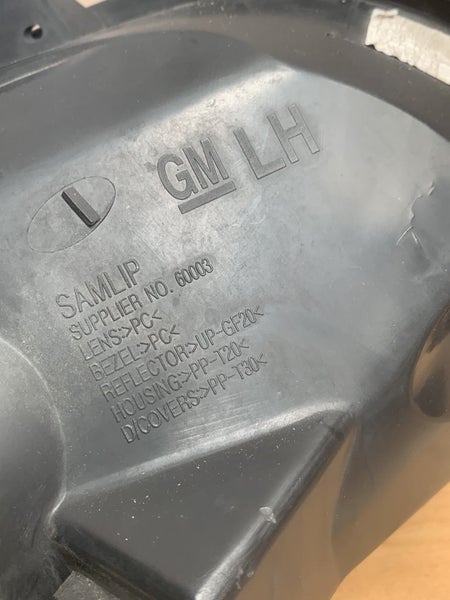 GM LH
SAMLIP
SUPPLIER NO. 60003
LENS>PC<
BEZEL>PC<
REFLECTOR>UP-GF20<
HOUSING>PP-T20<
D/COVERS>PP-T30<